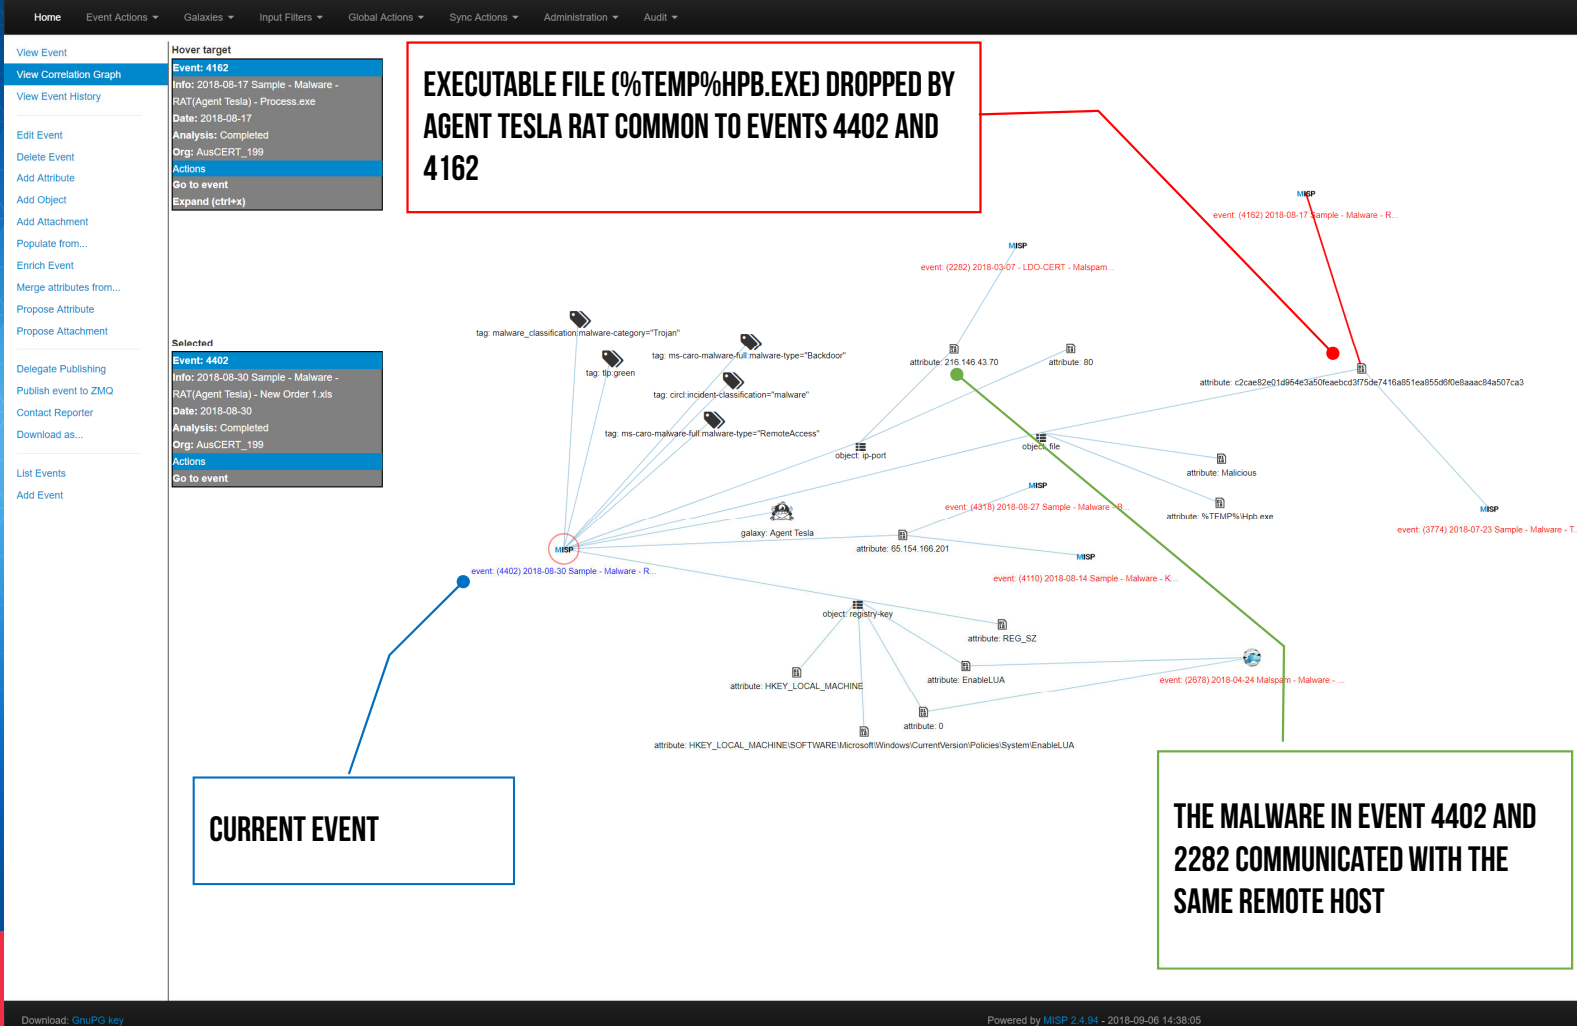 Home Event Actions Galaxies Input Filters Global Actions Sync Actions Administration Audit
View Event
View Correlation Graph
View Event History
Edit Event
Delete Event
Add Attribute
Add Object
Add Attachment
Populate from...
Enrich Event
Merge attributes from...
Propose Attribute
Propose Attachment
Delegate Publishing
Publish event to ZMQ
Contact Reporter
Download as...
List Events
Add Event
Hover target
Event: 4162
Info: 2018-08-17 Sample - Malware -
RAT(Agent Tesla) - Process.exe
Date: 2018-08-17
Analysis: Completed
Org: AusCERT_199
Actions
Go to event
Expand (ctrl+x)
Selected
Event: 4402
Info: 2018-08-30 Sample - Malware -
RAT(Agent Tesla) - New Order 1.xls
Date: 2018-08-30
Analysis: Completed
Org: AusCERT_199
Actions
Go to event
EXECUTABLE FILE (%TEMP%HPB.EXE) DROPPED BY
AGENT TESLA RAT COMMON TO EVENTS 4402 AND
4162
MISP
event: (4162) 2018-08-17 Sample - Malware - R...
MISP
event: (2282) 2018-03-07 - LDO-CERT - Malspam...
tag: malware_classification:malware-category="Trojan"
tag: ms-caro-malware-full:malware-type="Backdoor"
tag: tlp:green
tag: circl:incident-classification="malware"
tag: ms-caro-malware-full:malware-type="RemoteAccess"
attribute: 216.146.43.70
attribute: 80
attribute: c2cae82e01d954e3a50feaebcd3f75de7416a851ea855d6f0e8aaac84a507ca3
object: ip-port
object: file
attribute: Malicious
attribute: %TEMP%\Hpb.exe
MISP
event: (4318) 2018-08-27 Sample - Malware - B...
MISP
event: (3774) 2018-07-23 Sample - Malware - T...
galaxy: Agent Tesla
attribute: 65.154.166.201
MISP
event: (4402) 2018-08-30 Sample - Malware - R...
MISP
event: (4110) 2018-08-14 Sample - Malware - K...
object: registry-key
attribute: REG_SZ
attribute: HKEY_LOCAL_MACHINE
attribute: EnableLUA
event: (2678) 2018-04-24 Malspam - Malware - ...
attribute: 0
attribute: HKEY_LOCAL_MACHINE\SOFTWARE\Microsoft\Windows\CurrentVersion\Policies\System\EnableLUA
CURRENT EVENT
THE MALWARE IN EVENT 4402 AND
2282 COMMUNICATED WITH THE
SAME REMOTE HOST
Download: GnuPG key
Powered by MISP 2.4.94 - 2018-09-06 14:38:05